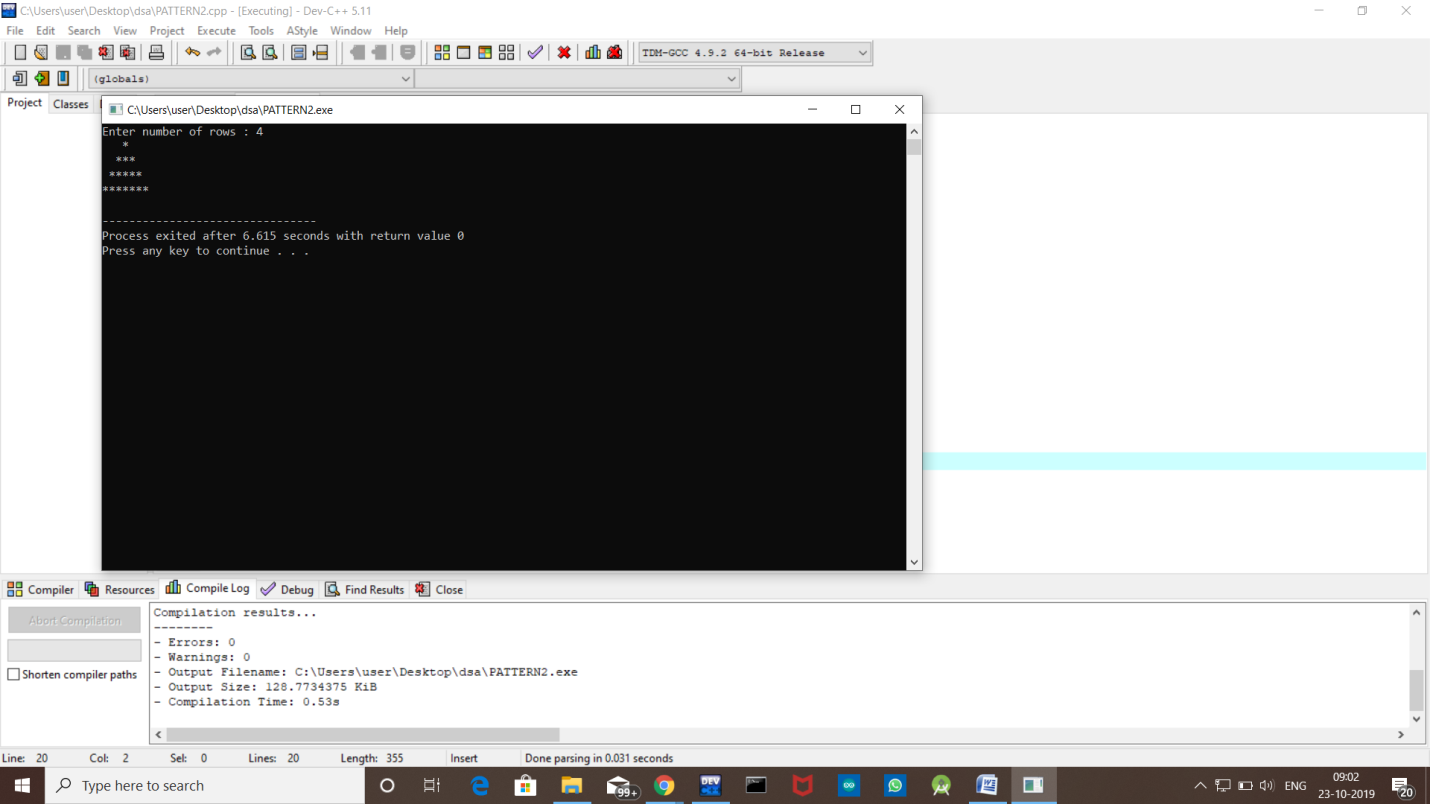 C:\Users\user\Desktop\dsa\PATTERN2.cpp - [Executing] - Dev-C++ 5.11
File Edit Search View Project Execute Tools AStyle Window Help
TDM-GCC 4.9.2 64-bit Release
(globals)
Project Classes
C:\Users\user\Desktop\dsa\PATTERN2.exe
Enter number of rows : 4
   *
  ***
 *****
*******
--------------------------------
Process exited after 6.615 seconds with return value 0
Press any key to continue . . .
Compiler Resources Compile Log Debug Find Results Close
Abort Compilation
Shorten compiler paths
Compilation results...
--------
- Errors: 0
- Warnings: 0
- Output Filename: C:\Users\user\Desktop\dsa\PATTERN2.exe
- Output Size: 128.7734375 KiB
- Compilation Time: 0.53s
Line: 20 Col: 2 Sel: 0 Lines: 20 Length: 355 Insert Done parsing in 0.031 seconds
Type here to search
99+
DEV
ENG
09:02
23-10-2019
20